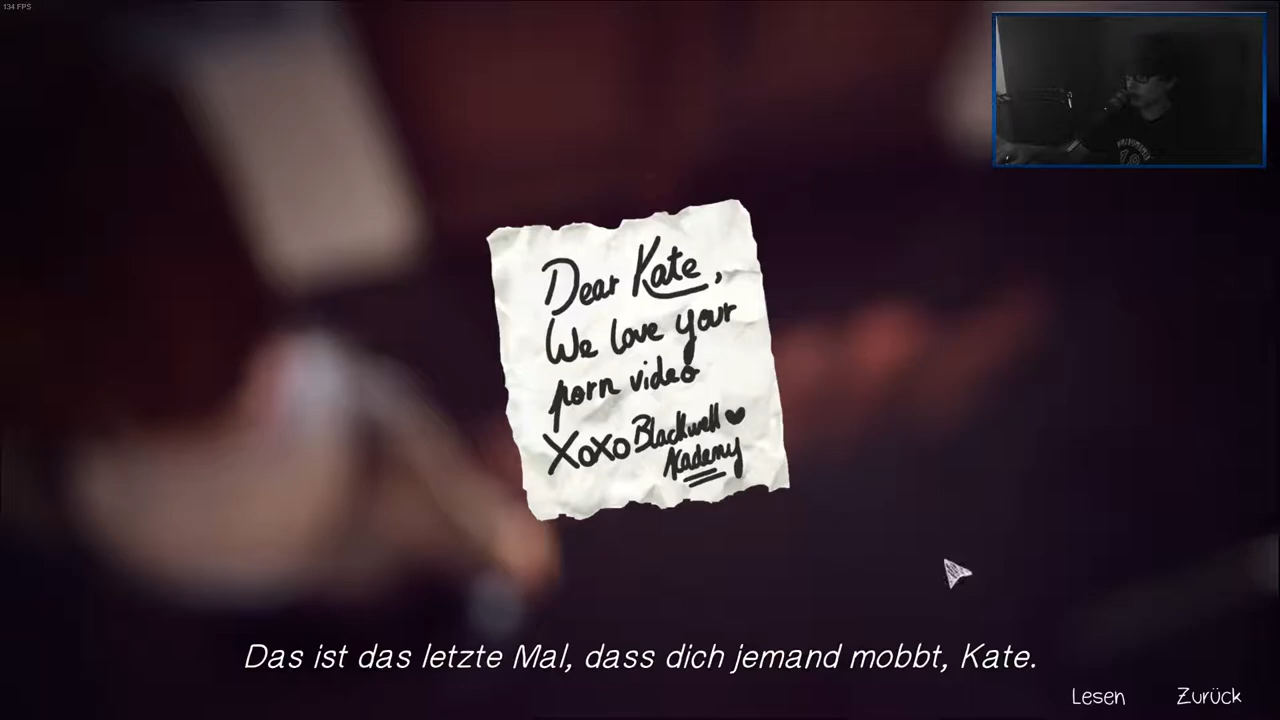 134 FPS
Dear Kate,
We love your
porn video
XoXo Blackwell
Kademy
Das ist das letzte Mal, dass dich jemand mobbt, Kate.
Lesen Zurück